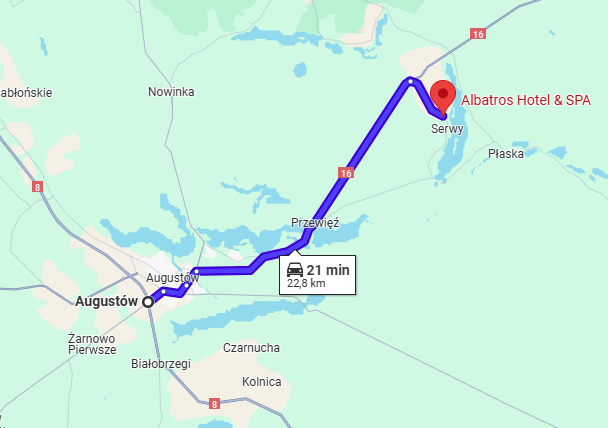 16
Albatros Hotel & SPA
abłońskie
Nowinka
Serwy
Płaska
16
8
Przewięź
21 min
22,8 km
Augustów
Augustów
Żarnowo
Pierwsze
Białobrzegi
Czarnucha
Kolnica
8